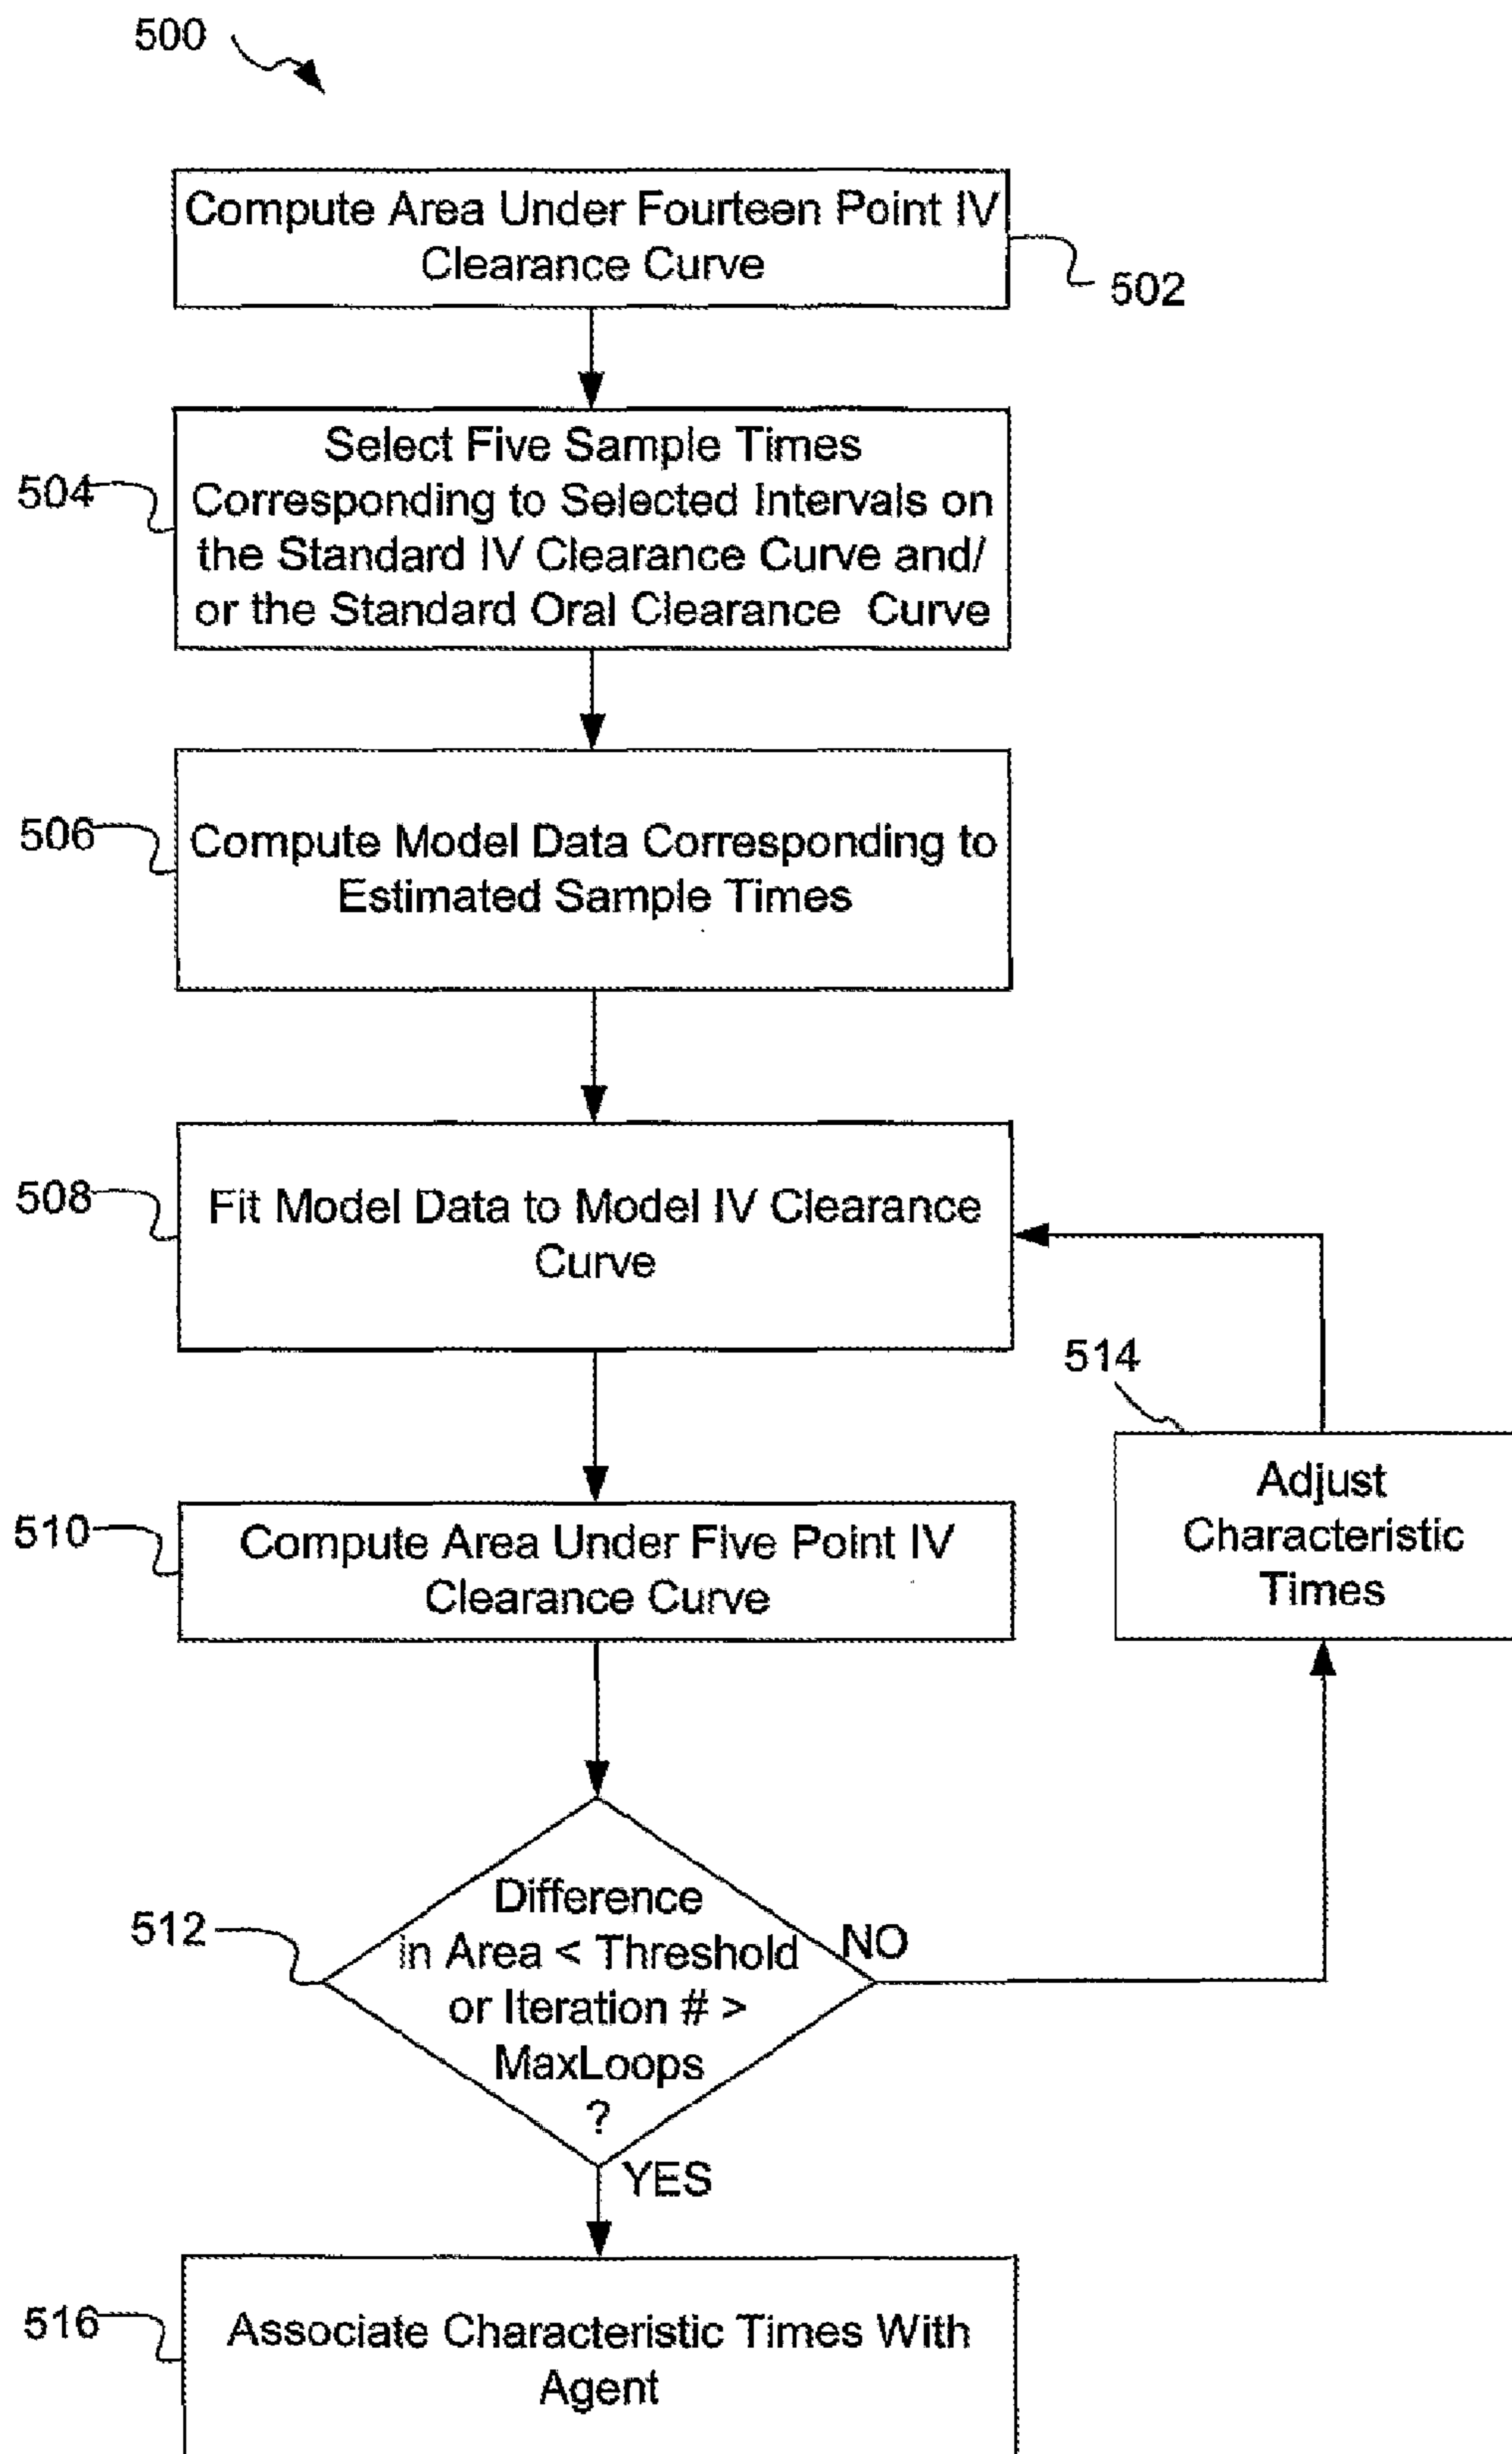 500
Compute Area Under Fourteen Point IV
Clearance Curve
502
Select Five Sample Times
Corresponding to Selected Intervals on
the Standard IV Clearance Curve and/
or the Standard Oral Clearance Curve
504
Compute Model Data Corresponding to
Estimated Sample Times
506
Fit Model Data to Model IV Clearance
Curve
508
514
Adjust
Characteristic
Times
Compute Area Under Five Point IV
Clearance Curve
510
Difference
in Area < Threshold
or Iteration # >
MaxLoops
?
512
NO
YES
Associate Characteristic Times With
Agent
516